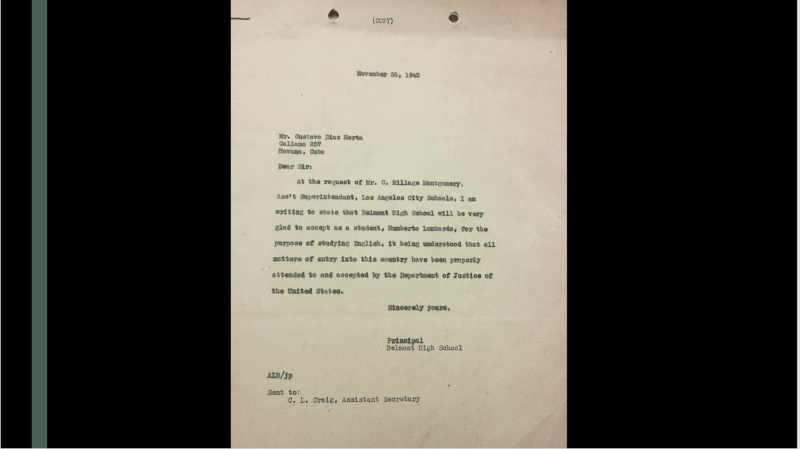 (COPY)
November 26, 1945
Mr. Gustavo Diaz Horta
Galiano 257
Havana, Cuba
Dear Sir:
At the request of Mr. C. Millage Montgomery,
Ass't Superintendent, Los Angeles City Schools, I am
writing to state that Belmont High School will be very
glad to accept as a student, Humberto Lombardo, for the
purpose of studying English, it being understood that all
matters of entry into this country have been properly
attended to and accepted by the Department of Justice of
the United States.
Sincerely yours,
Principal
Belmont High School
ALB/jp
Sent to:
C. L. Craig, Assistant Secretary